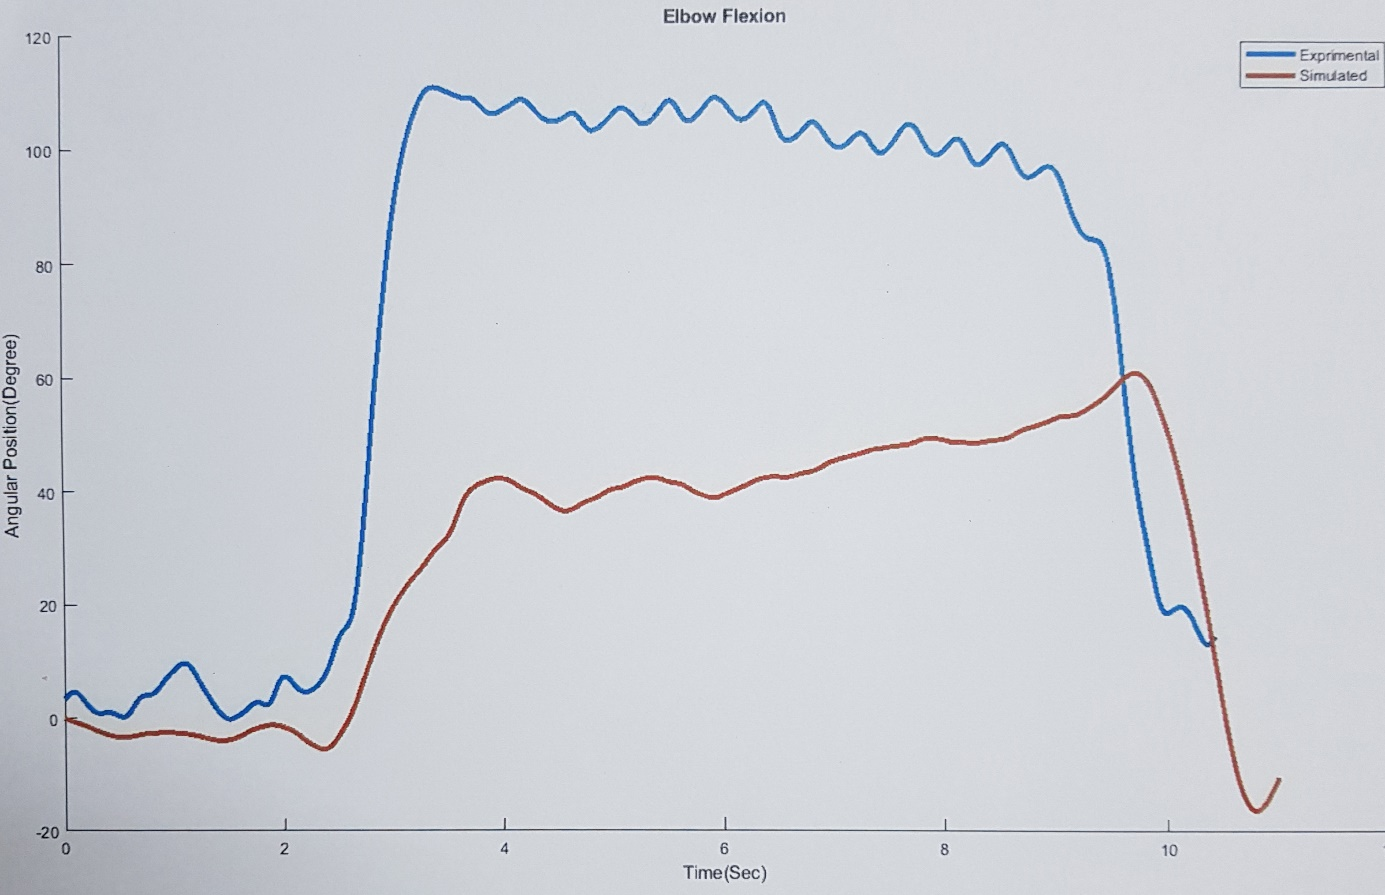 Elbow Flexion
Exprimental
Simulated
120
100
80
60
40
20
0
-20
Angular Position(Degree)
0 2 4 6 8 10
Time(Sec)